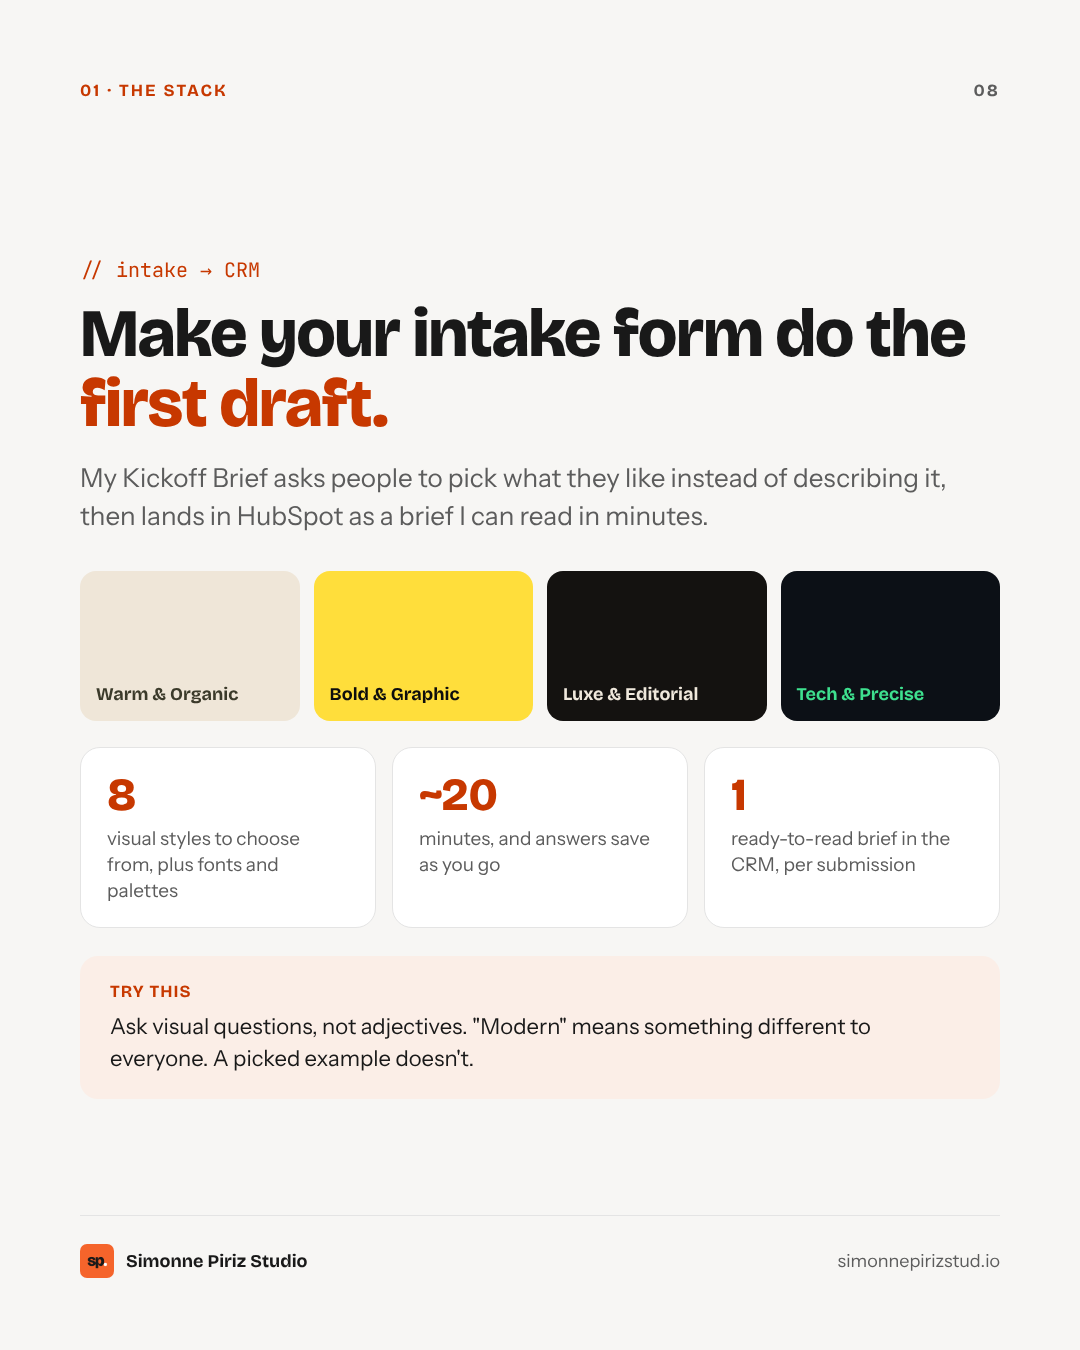 01 · THE STACK
08
// intake → CRM
Make your intake form do the
first draft.
My Kickoff Brief asks people to pick what they like instead of describing it,
then lands in HubSpot as a brief I can read in minutes.
Warm & Organic
Bold & Graphic
Luxe & Editorial
Tech & Precise
8
visual styles to choose
from, plus fonts and
palettes
~20
minutes, and answers save
as you go
1
ready-to-read brief in the
CRM, per submission
TRY THIS
Ask visual questions, not adjectives. "Modern" means something different to
everyone. A picked example doesn't.
sp.
Simonne Piriz Studio
simonnepirizstud.io